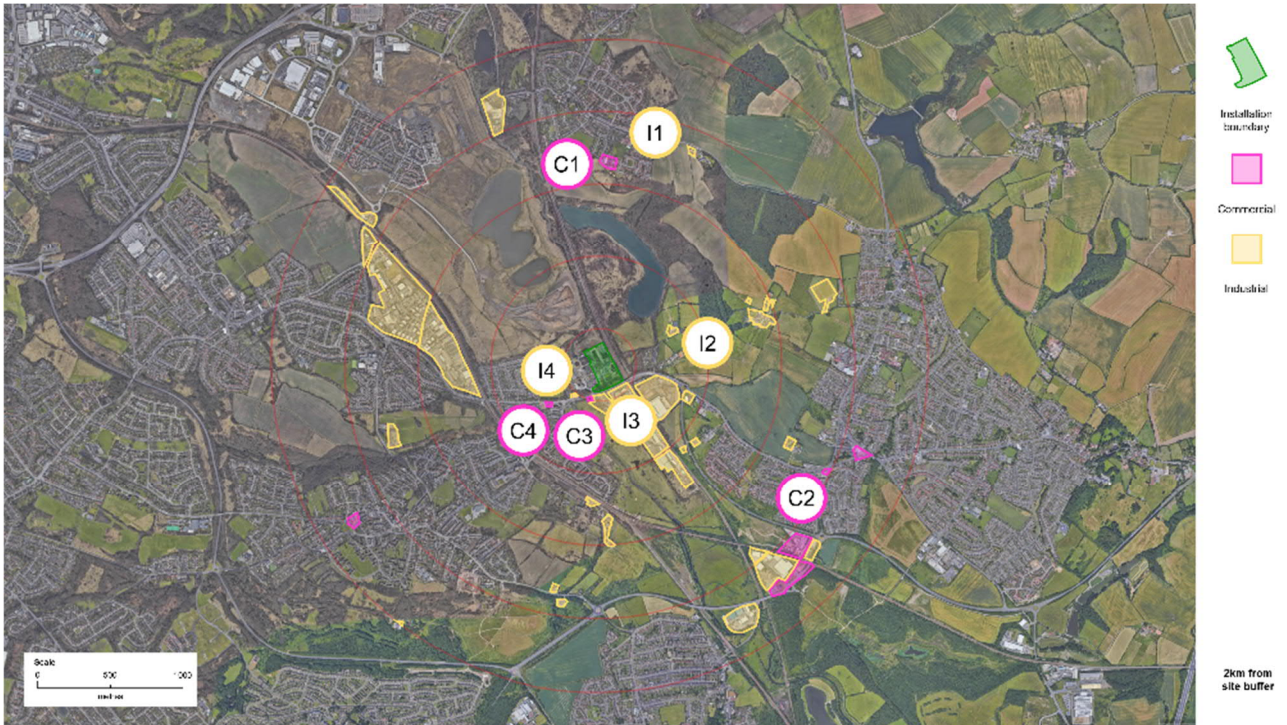 I1
C1
I2
I4
I3
C4
C3
C2
Installation
boundary
Commercial
Industrial
2km from
site buffer
Scale
0 500 1000
metres